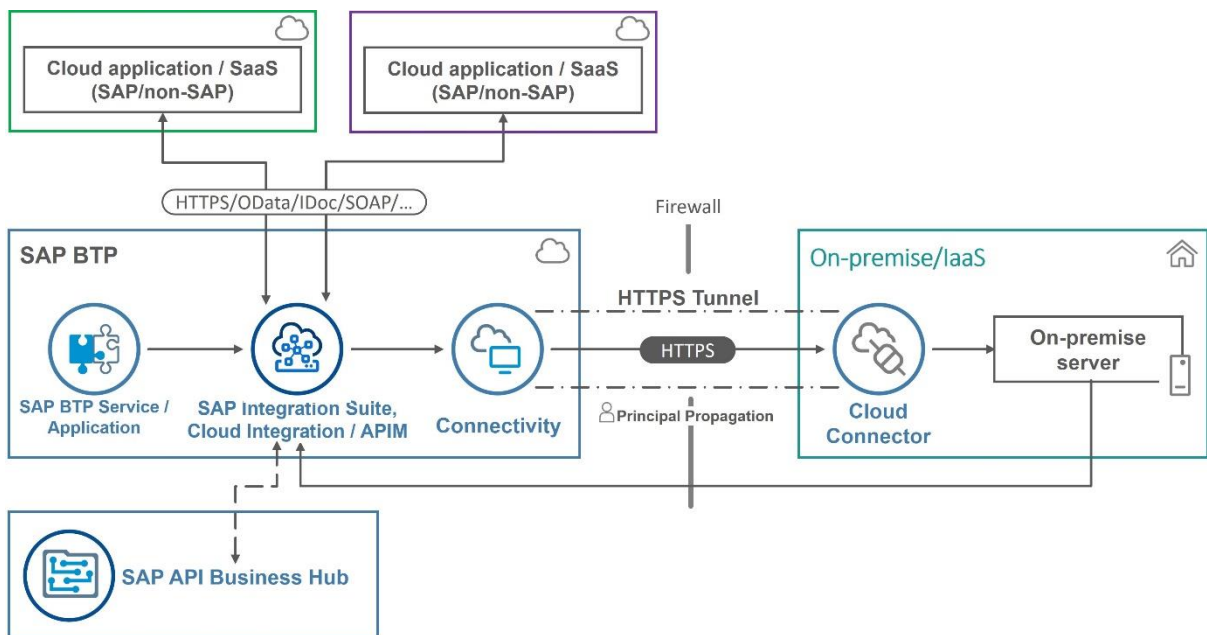 Cloud application / SaaS
(SAP/non-SAP)
Cloud application / SaaS
(SAP/non-SAP)
HTTPS/OData/IDoc/SOAP/...
Firewall
SAP BTP
On-premise/IaaS
HTTPS Tunnel
HTTPS
On-premise
server
SAP BTP Service /
Application
SAP Integration Suite,
Cloud Integration / APIM
Connectivity
Principal Propagation
Cloud
Connector
SAP API Business Hub